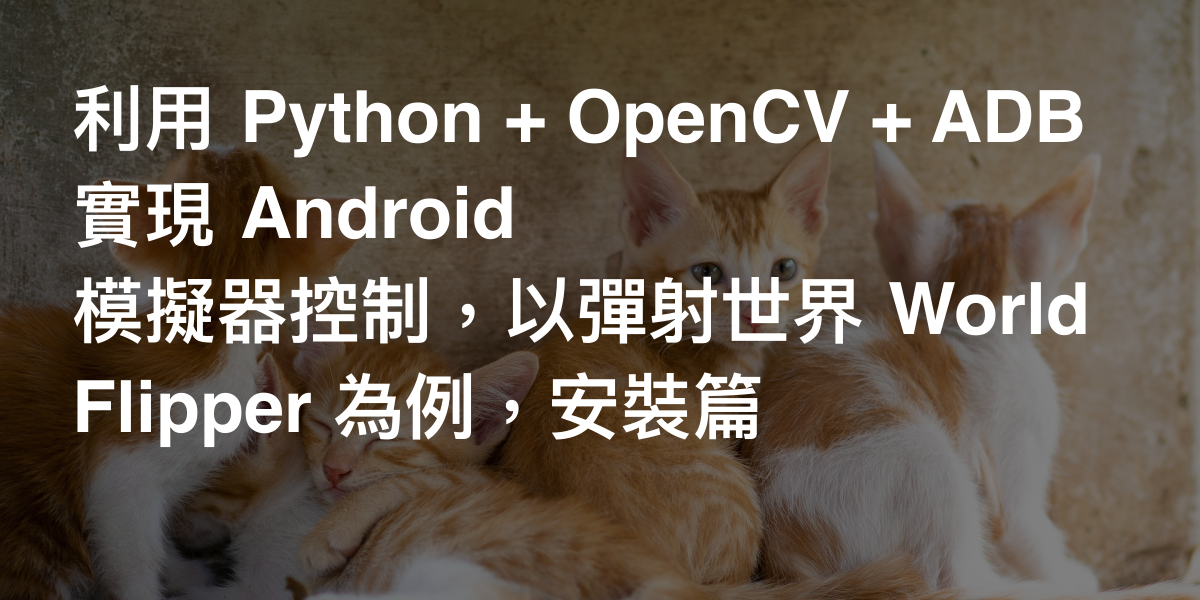 利用 Python + OpenCV + ADB
實現 Android
模擬器控制，以彈射世界 World
Flipper 為例，安裝篇